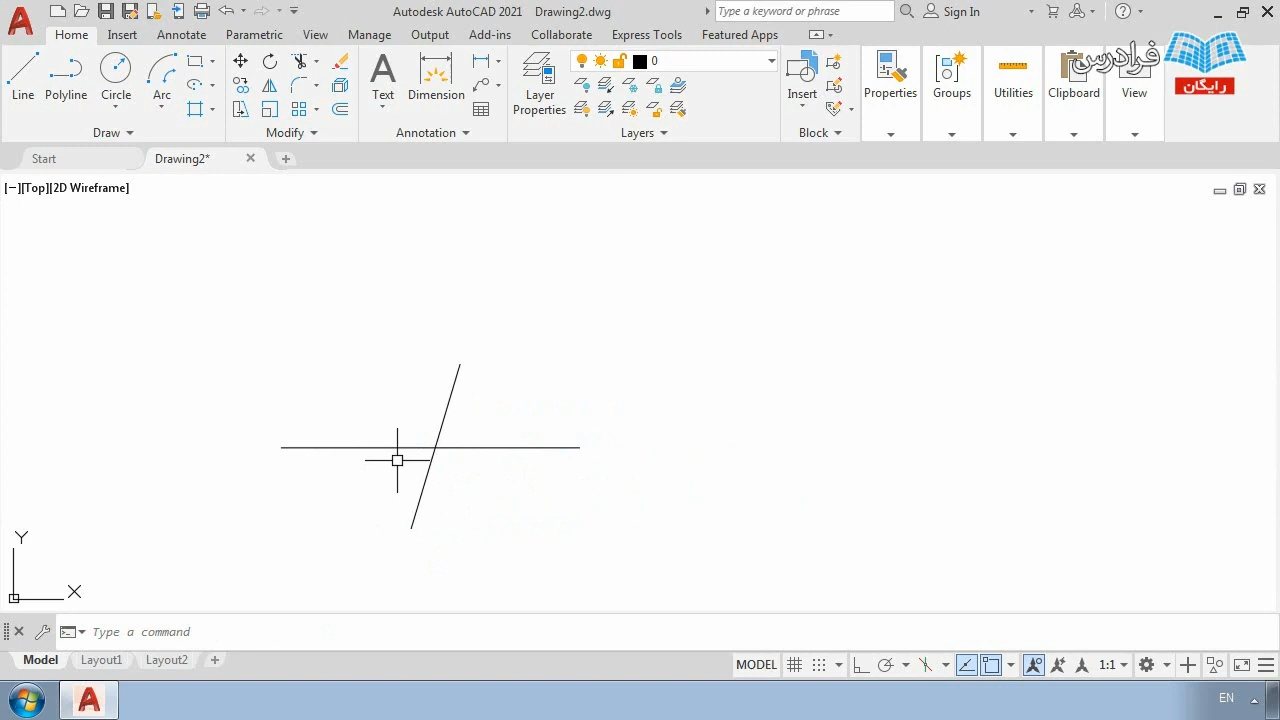 Autodesk AutoCAD 2021 Drawing2.dwg
Type a keyword or phrase
Sign In
Home Insert Annotate Parametric View Manage Output Add-ins Collaborate Express Tools Featured Apps
فرادرس
رایگان
0
Line Polyline Circle Arc
Text Dimension
Layer
Properties
Insert
Properties Groups Utilities Clipboard View
Draw Modify Annotation Layers Block
Start Drawing2*
[−][Top][2D Wireframe]
Y
X
Type a command
Model Layout1 Layout2
MODEL
1:1
EN